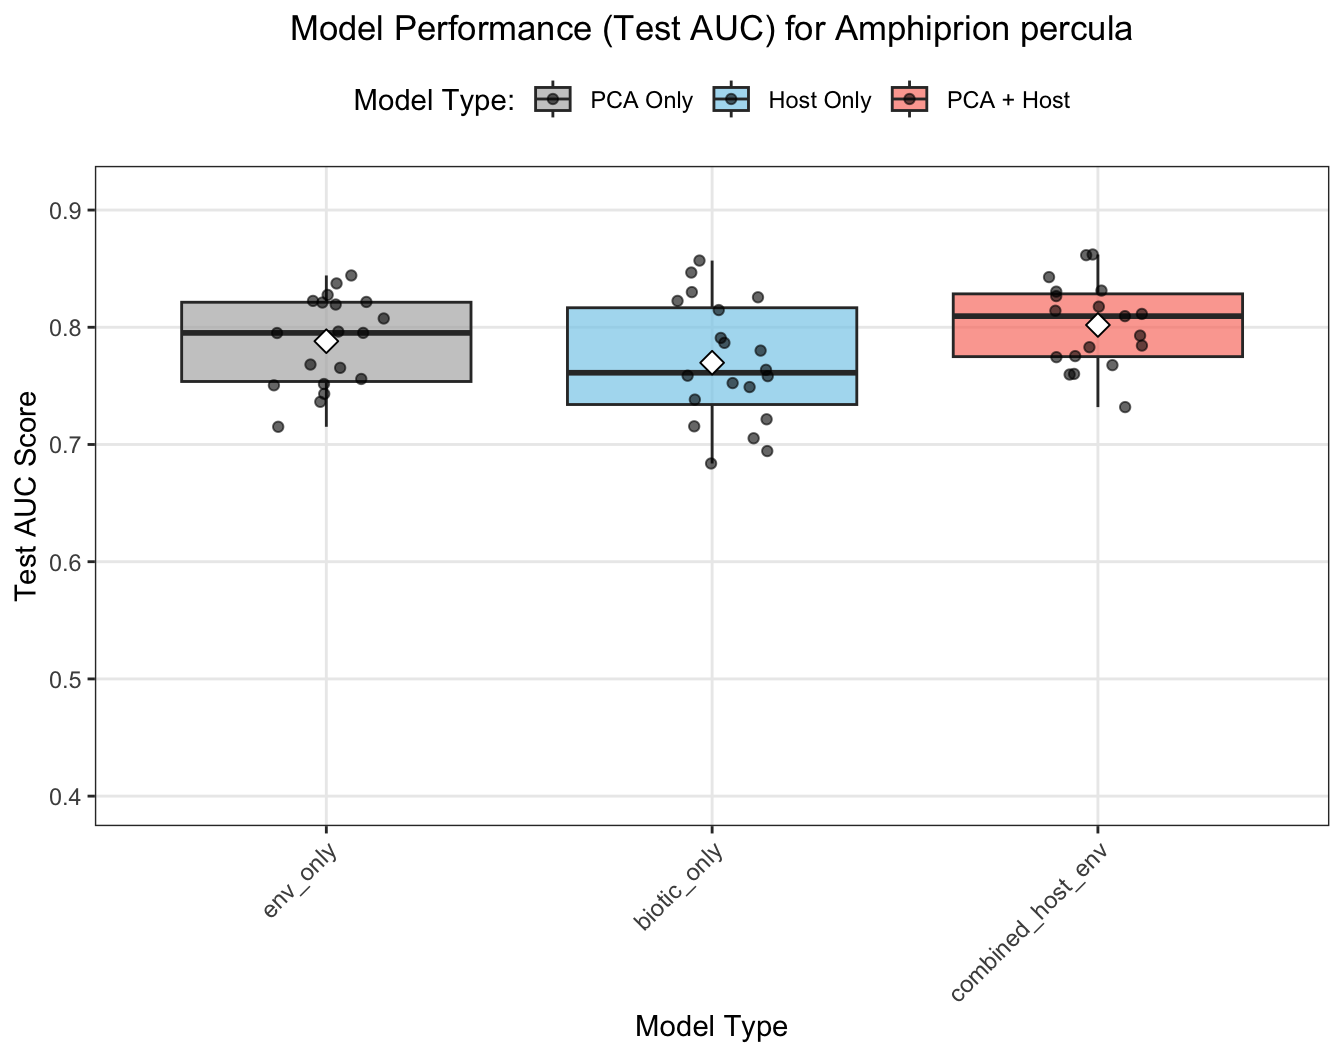 Model Performance (Test AUC) for Amphiprion percula
Model Type: PCA Only Host Only PCA + Host
Test AUC Score
0.9
0.8
0.7
0.6
0.5
0.4
env_only
biotic_only
combined_host_env
Model Type